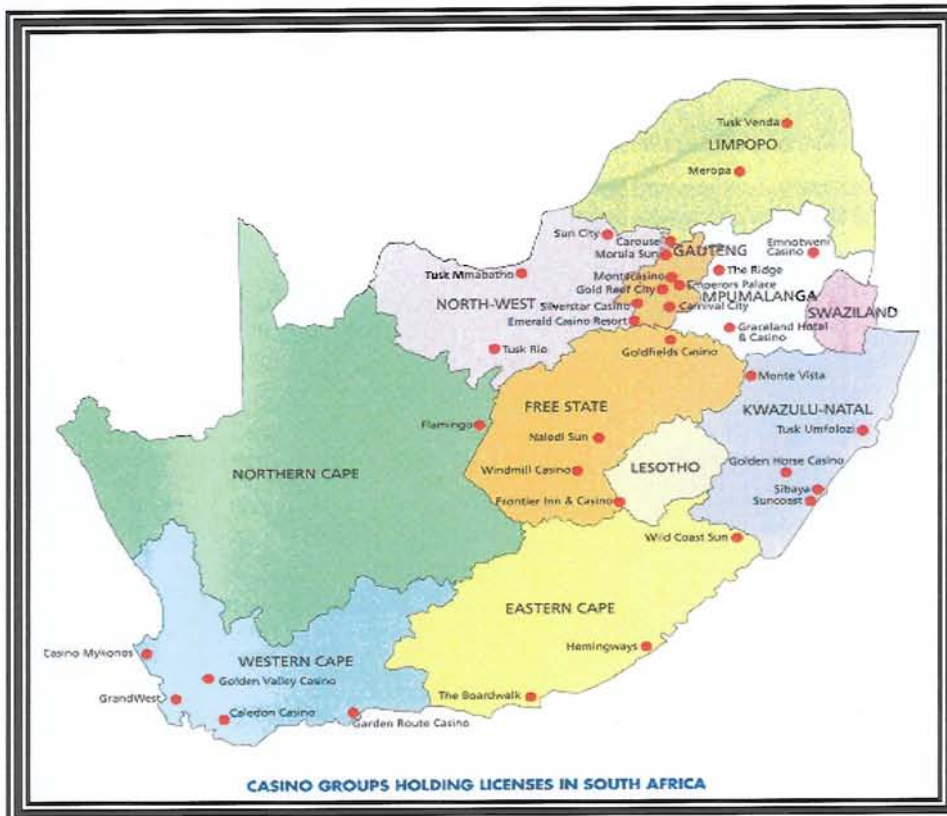 Tusk Venda
LIMPOPO
Meropa
Sun City
Carouse
GAUTENG
Emnotweni
Casino
Morula Sun
Tusk Mmabatho
Montecasino
The Ridge
Emperors Palace
Gold Reef City
MPUMALANGA
NORTH-WEST
Silverstar Casino
Carnival City
SWAZILAND
Emerald Casino Resort
Graceland Hotel
& Casino
Tusk Rio
Goldfields Casino
Monte Vista
FREE STATE
KWAZULU-NATAL
Flamingo
Naledi Sun
Tusk Umfolozi
NORTHERN CAPE
Windmill Casino
LESOTHO
Golden Horse Casino
Sibaya
Suncoast
Frontier Inn & Casino
Wild Coast Sun
EASTERN CAPE
Hemingways
Casino Mykonos
WESTERN CAPE
Golden Valley Casino
GrandWest
The Boardwalk
Caledon Casino
Garden Route Casino
CASINO GROUPS HOLDING LICENSES IN SOUTH AFRICA